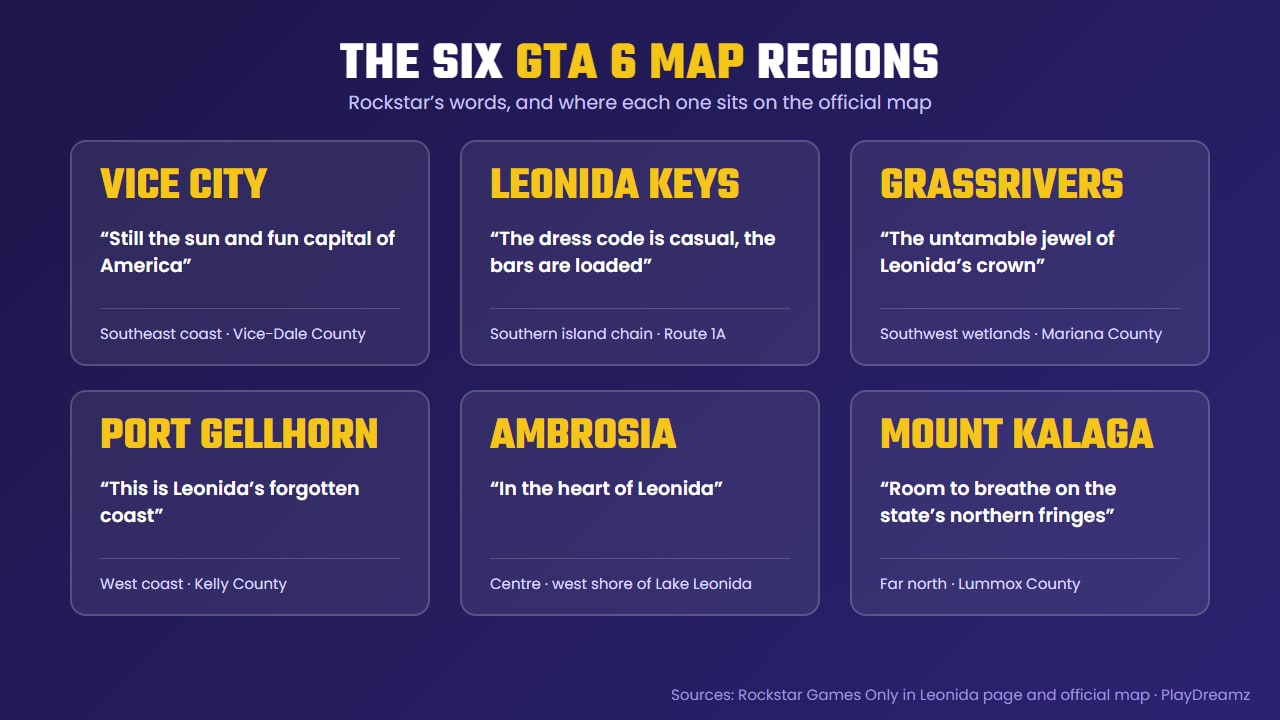 THE SIX GTA 6 MAP REGIONS
Rockstar’s words, and where each one sits on the official map
VICE CITY
“Still the sun and fun capital of
America”
Southeast coast · Vice-Dale County
LEONIDA KEYS
“The dress code is casual, the
bars are loaded”
Southern island chain · Route 1A
GRASSRIVERS
“The untamable jewel of
Leonida’s crown”
Southwest wetlands · Mariana County
PORT GELLHORN
“This is Leonida’s forgotten
coast”
West coast · Kelly County
AMBROSIA
“In the heart of Leonida”
Centre · west shore of Lake Leonida
MOUNT KALAGA
“Room to breathe on the
state’s northern fringes”
Far north · Lummox County
Sources: Rockstar Games Only in Leonida page and official map · PlayDreamz